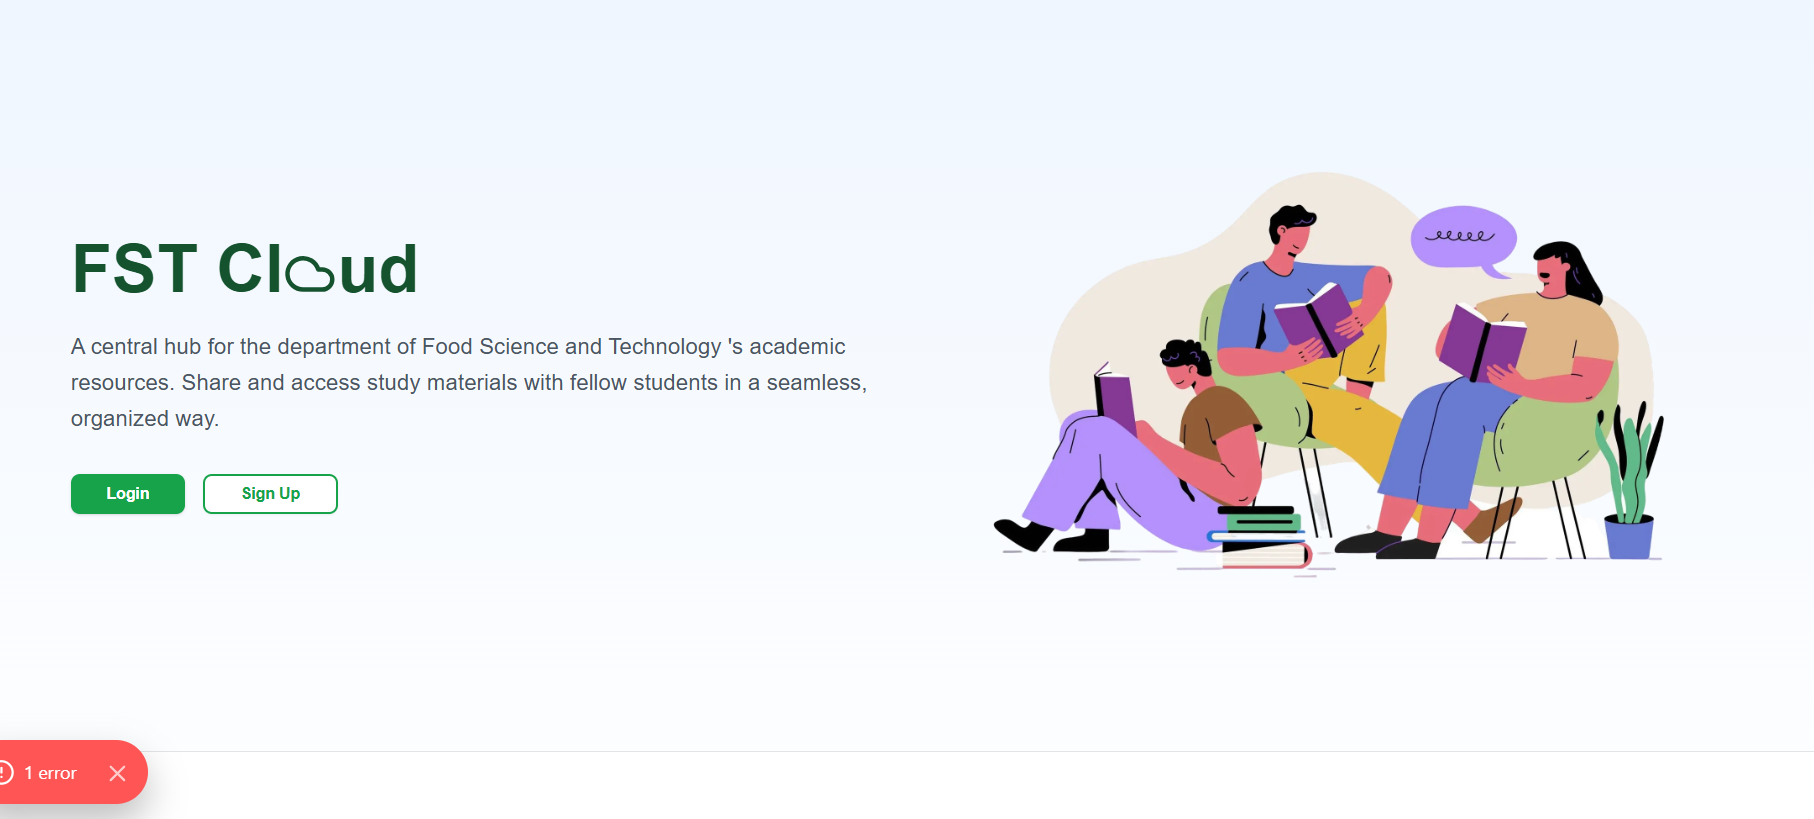 FST Cloud
A central hub for the department of Food Science and Technology 's academic
resources. Share and access study materials with fellow students in a seamless,
organized way.
Login
Sign Up
1 error